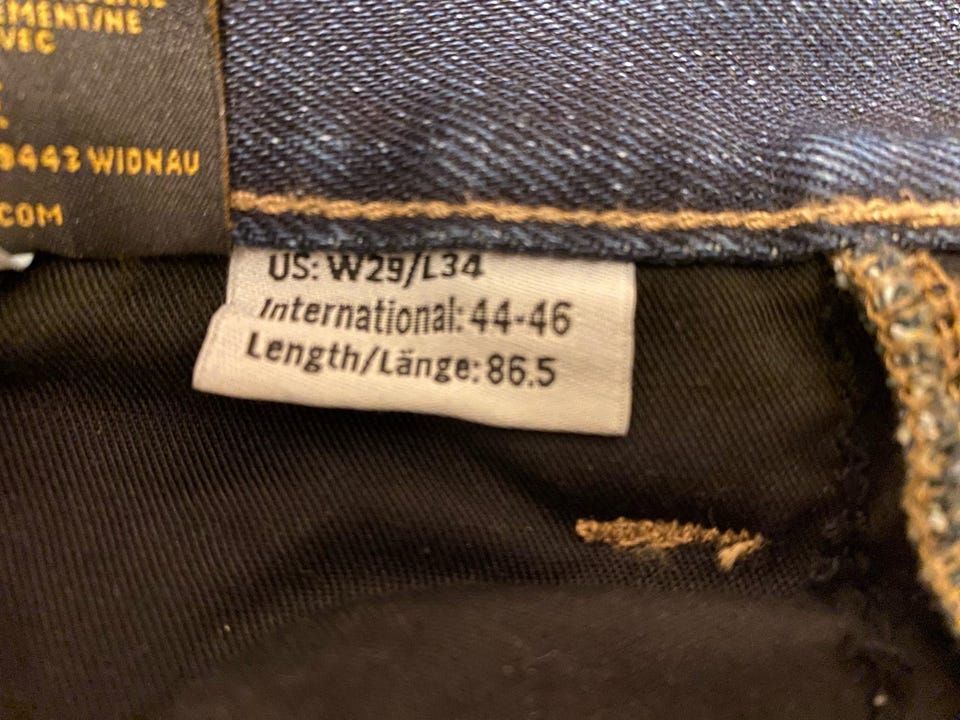 EMENT/NE
VEC
9443 WIDNAU
COM
US: W29/L34
International: 44-46
Length/Länge: 86.5